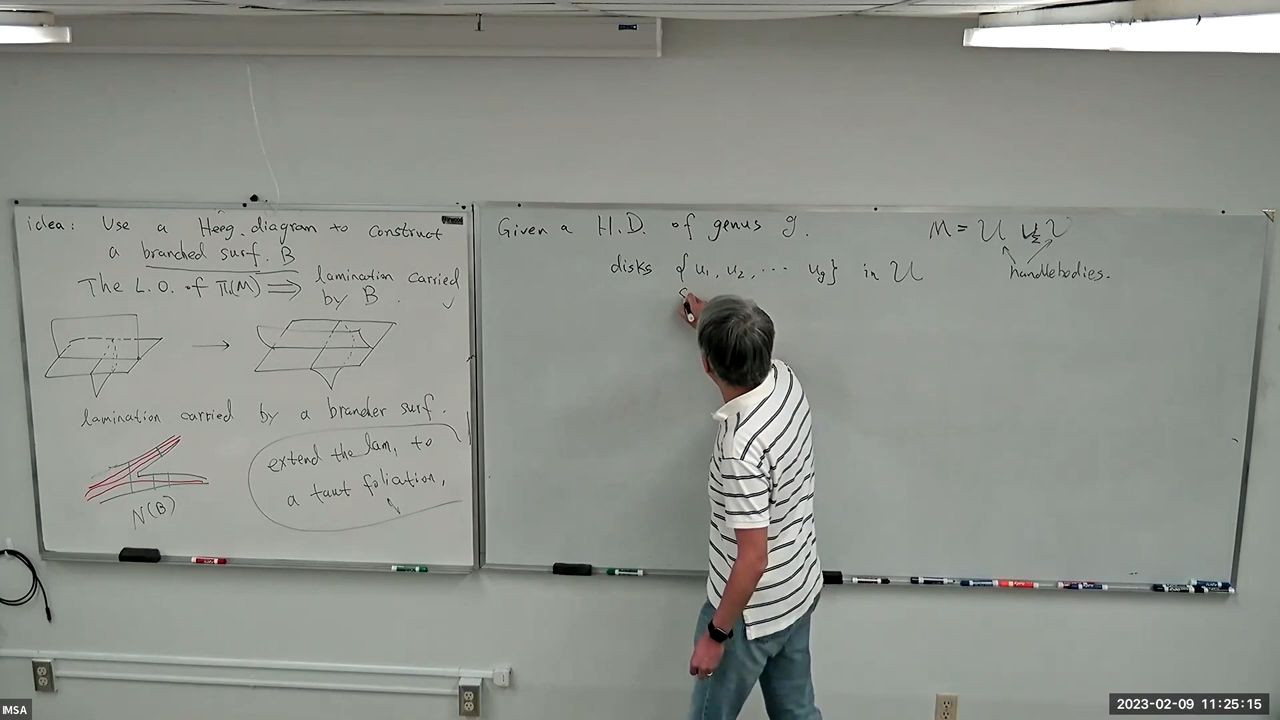 idea: Use a Heeg. diagram to construct
a branched surf. B
The L.O. of π(M) ⟹ lamination carried
by B.
lamination carried by a brander surf.
N(B)
extend the lam, to
a taut foliation,
Given a H.D. of genus g.
M = U ∪Σ V
handlebodies.
disks {u₁, u₂, ⋯ ug} in U
IMSA
2023-02-09 11:25:15